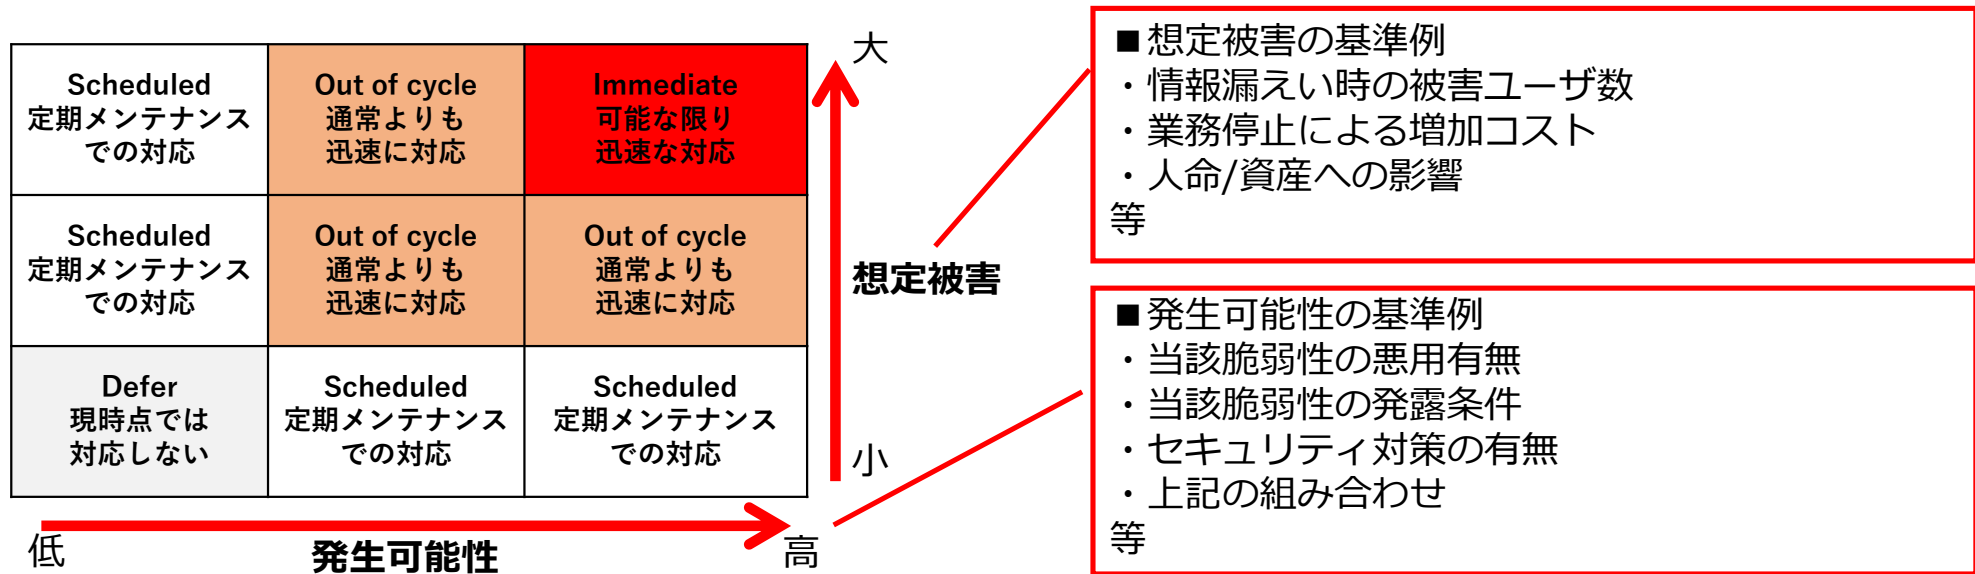 Scheduled
定期メンテナンス
での対応
Out of cycle
通常よりも
迅速に対応
Immediate
可能な限り
迅速な対応
Scheduled
定期メンテナンス
での対応
Out of cycle
通常よりも
迅速に対応
Out of cycle
通常よりも
迅速に対応
Defer
現時点では
対応しない
Scheduled
定期メンテナンス
での対応
Scheduled
定期メンテナンス
での対応
大
想定被害
小
低
発生可能性
高
■想定被害の基準例
・情報漏えい時の被害ユーザ数
・業務停止による増加コスト
・人命/資産への影響
等
■発生可能性の基準例
・当該脆弱性の悪用有無
・当該脆弱性の発露条件
・セキュリティ対策の有無
・上記の組み合わせ
等